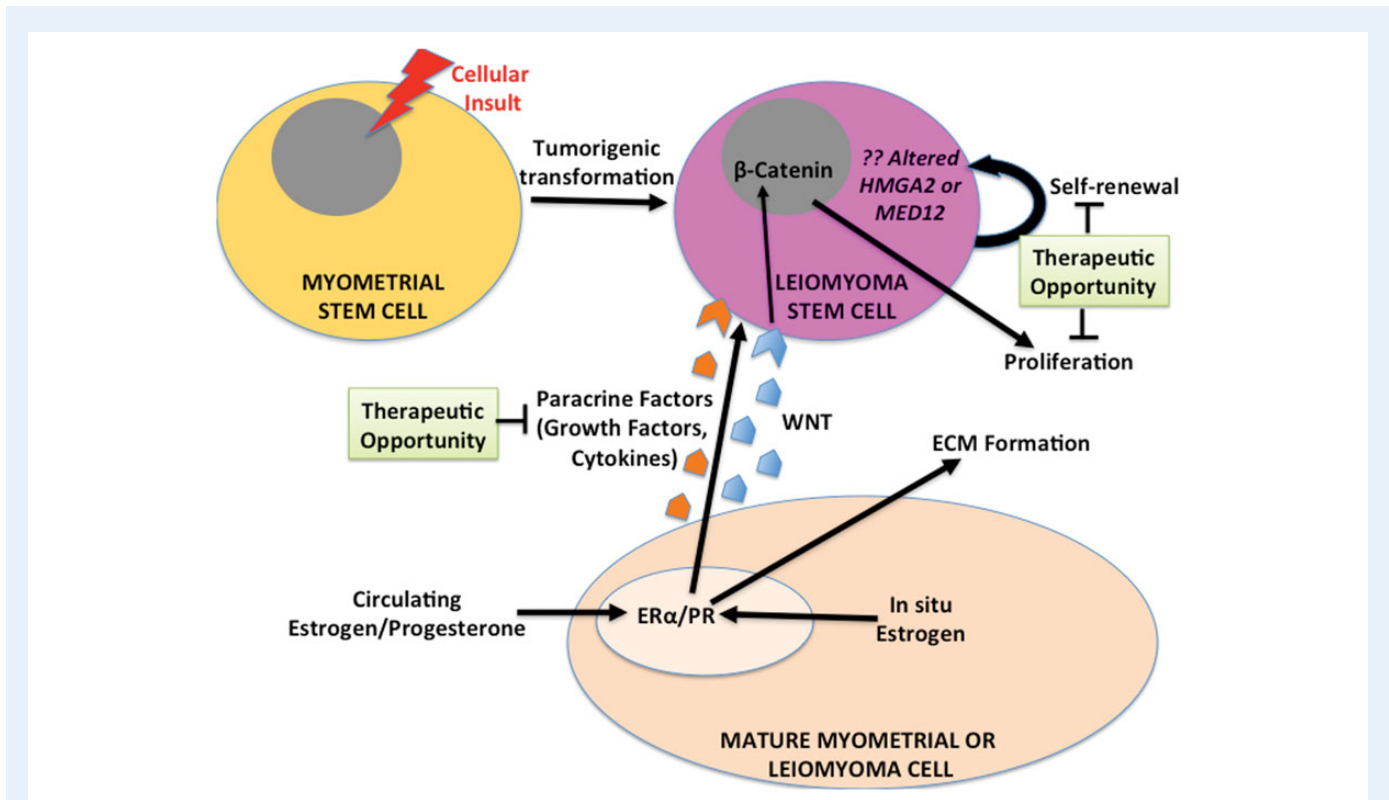 Cellular
Insult
Tumorigenic
transformation
MYOMETRIAL
STEM CELL
β-Catenin
?? Altered
HMGA2 or
MED12
LEIOMYOMA
STEM CELL
Self-renewal
Therapeutic
Opportunity
Proliferation
Therapeutic
Opportunity
Paracrine Factors
(Growth Factors,
Cytokines)
WNT
ECM Formation
Circulating
Estrogen/Progesterone
ERα/PR
In situ
Estrogen
MATURE MYOMETRIAL OR
LEIOMYOMA CELL